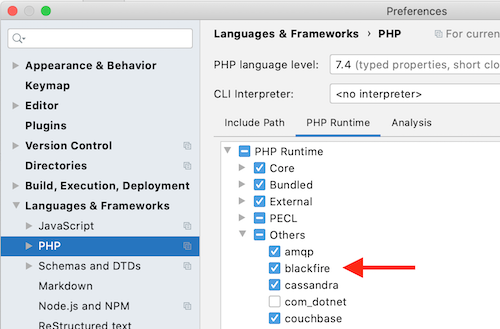 Preferences
Languages & Frameworks › PHP
For curren
PHP language level:
7.4 (typed properties, short clo
CLI Interpreter:
<no interpreter>
Include Path
PHP Runtime
Analysis
Appearance & Behavior
Keymap
Editor
Plugins
Version Control
Directories
Build, Execution, Deployment
Languages & Frameworks
JavaScript
PHP
Schemas and DTDs
Markdown
Node.js and NPM
ReStructured text
PHP Runtime
Core
Bundled
External
PECL
Others
amqp
blackfire
cassandra
com_dotnet
couchbase